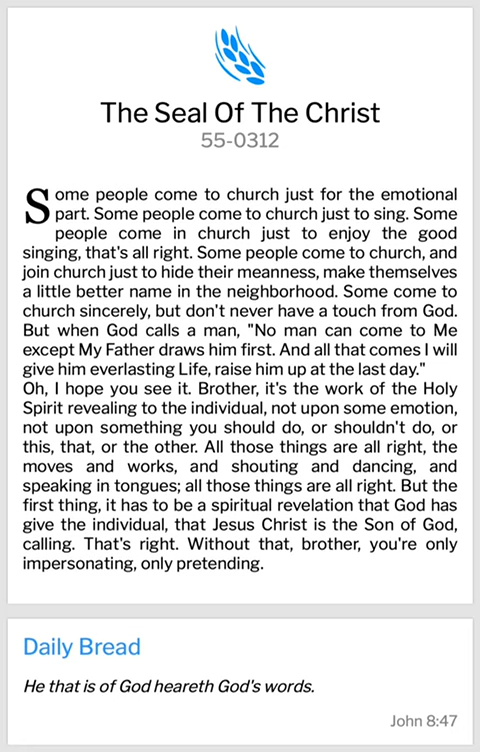 The Seal Of The Christ
55-0312
Some people come to church just for the emotional
part. Some people come to church just to sing. Some
people come in church just to enjoy the good
singing, that's all right. Some people come to church, and
join church just to hide their meanness, make themselves
a little better name in the neighborhood. Some come to
church sincerely, but don't never have a touch from God.
But when God calls a man, "No man can come to Me
except My Father draws him first. And all that comes I will
give him everlasting Life, raise him up at the last day."
Oh, I hope you see it. Brother, it's the work of the Holy
Spirit revealing to the individual, not upon some emotion,
not upon something you should do, or shouldn't do, or
this, that, or the other. All those things are all right, the
moves and works, and shouting and dancing, and
speaking in tongues; all those things are all right. But the
first thing, it has to be a spiritual revelation that God has
give the individual, that Jesus Christ is the Son of God,
calling. That's right. Without that, brother, you're only
impersonating, only pretending.
Daily Bread
He that is of God heareth God's words.
John 8:47